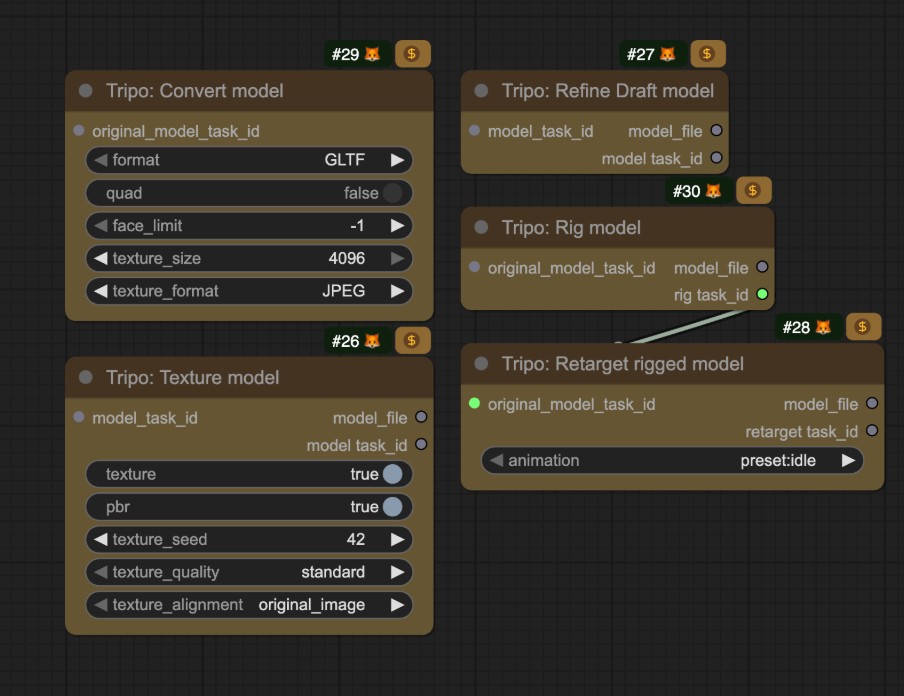 #29 🦊 $
Tripo: Convert model
original_model_task_id
format GLTF
quad false
face_limit -1
texture_size 4096
texture_format JPEG
#26 🦊 $
Tripo: Texture model
model_task_id model_file
model task_id
texture true
pbr true
texture_seed 42
texture_quality standard
texture_alignment original_image
#27 🦊 $
Tripo: Refine Draft model
model_task_id model_file
model task_id
#30 🦊 $
Tripo: Rig model
original_model_task_id model_file
rig task_id
#28 🦊 $
Tripo: Retarget rigged model
original_model_task_id model_file
retarget task_id
animation preset:idle